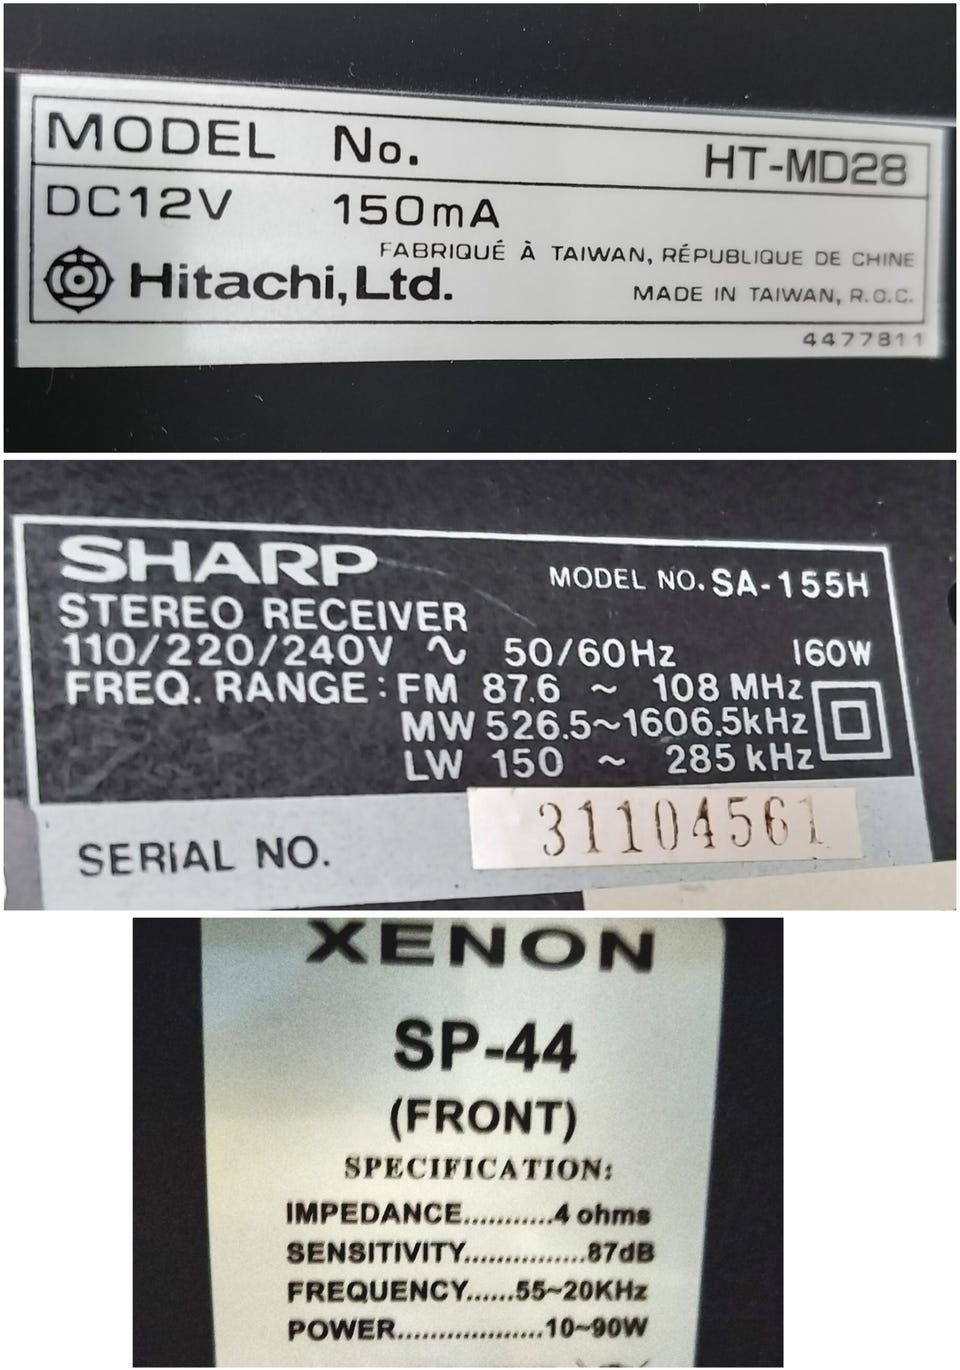 MODEL No. HT-MD28
DC12V 150mA
FABRIQUÉ À TAIWAN, RÉPUBLIQUE DE CHINE
Hitachi, Ltd. MADE IN TAIWAN, R.O.C.
4477811
SHARP MODEL NO. SA-155H
STEREO RECEIVER
110/220/240V ~ 50/60Hz 160W
FREQ. RANGE : FM 87.6 ~ 108 MHz
MW 526.5~1606.5kHz
LW 150 ~ 285 kHz
SERIAL NO. 31104561
XENON
SP-44
(FRONT)
SPECIFICATION:
IMPEDANCE...........4 ohms
SENSITIVITY...............87dB
FREQUENCY......55~20KHz
POWER..................10~90W